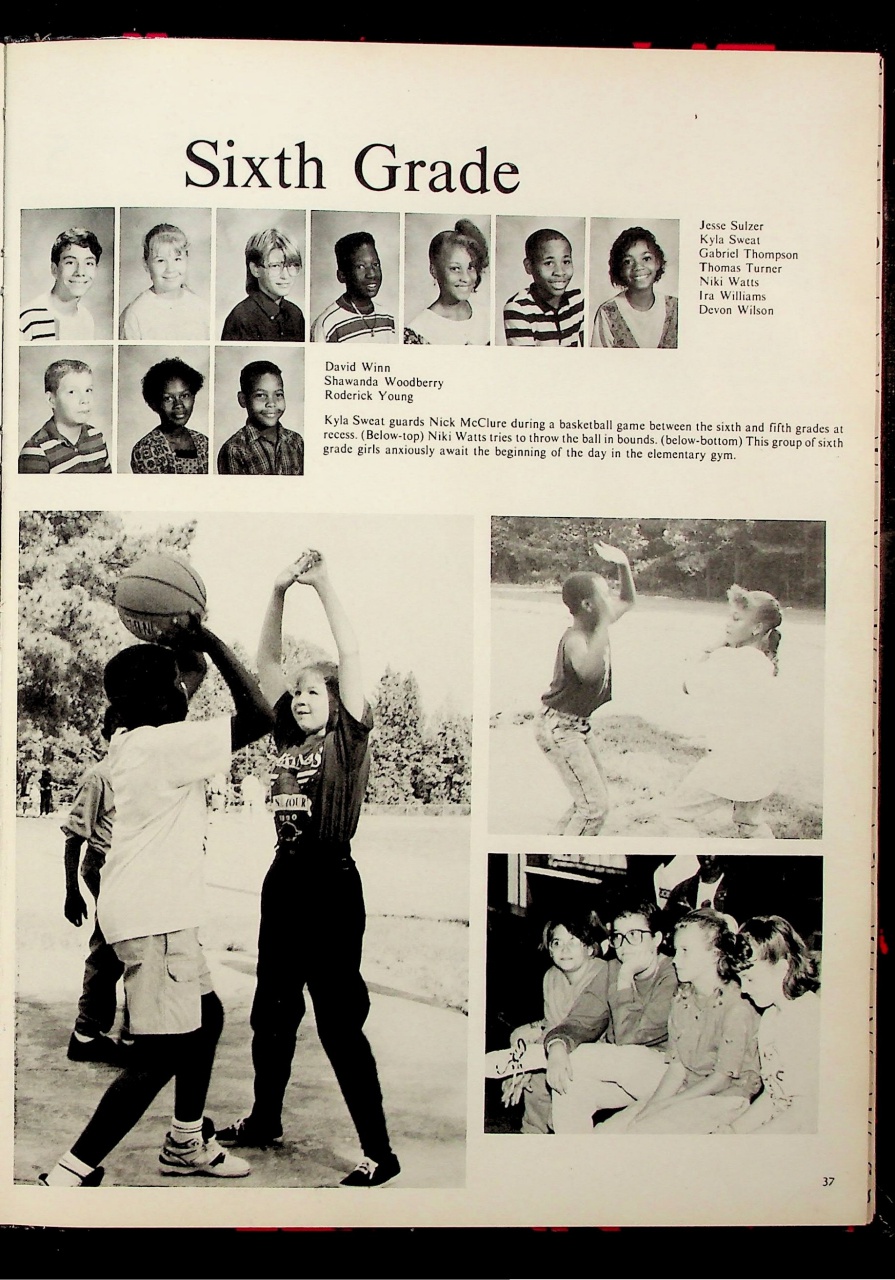 Sixth Grade
Jesse Sulzer
Kyla Sweat
Gabriel Thompson
Thomas Turner
Niki Watts
Ira Williams
Devon Wilson
David Winn
Shawanda Woodberry
Roderick Young
Kyla Sweat guards Nick McClure during a basketball game between the sixth and fifth grades at
recess. (Below-top) Niki Watts tries to throw the ball in bounds. (below-bottom) This group of sixth
grade girls anxiously await the beginning of the day in the elementary gym.
TOUR
37